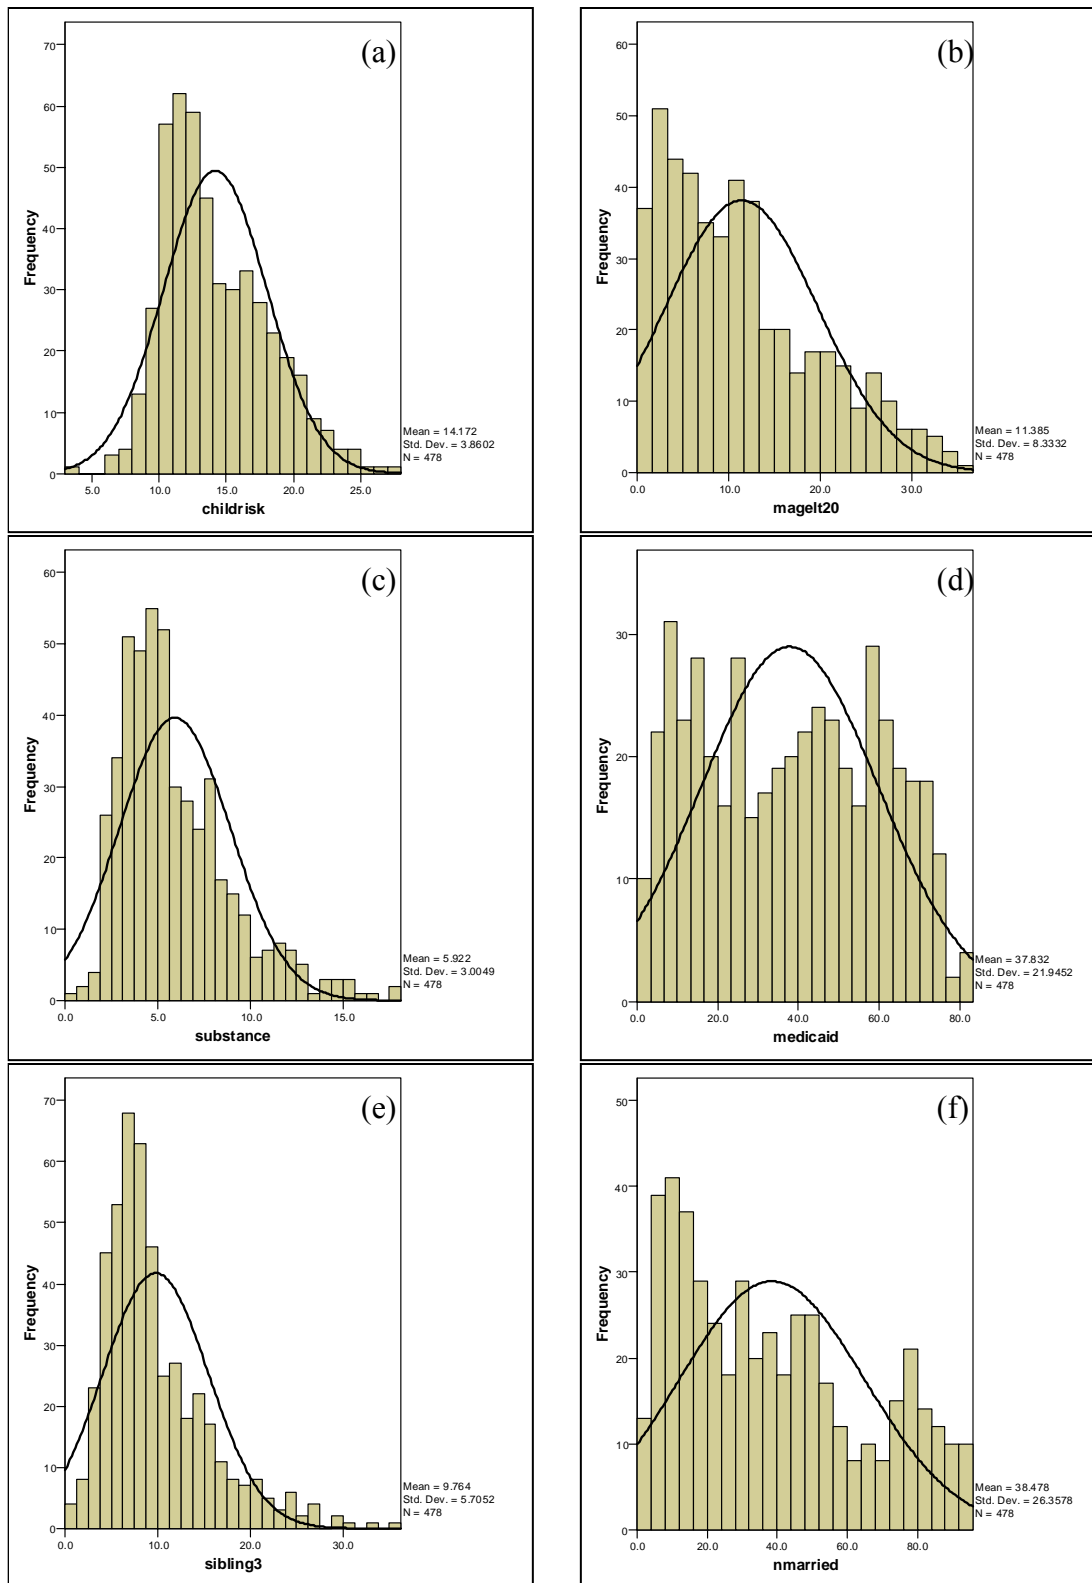 (a)
70
60
50
40
30
20
10
0
Frequency
5.0 10.0 15.0 20.0 25.0
childrisk
Mean = 14.172
Std. Dev. = 3.8602
N = 478
(b)
60
50
40
30
20
10
0
Frequency
0.0 10.0 20.0 30.0
magelt20
Mean = 11.385
Std. Dev. = 8.3332
N = 478
(c)
60
50
40
30
20
10
0
Frequency
0.0 5.0 10.0 15.0
substance
Mean = 5.922
Std. Dev. = 3.0049
N = 478
(d)
30
20
10
0
Frequency
0.0 20.0 40.0 60.0 80.0
medicaid
Mean = 37.832
Std. Dev. = 21.9452
N = 478
(e)
70
60
50
40
30
20
10
0
Frequency
0.0 10.0 20.0 30.0
sibling3
Mean = 9.764
Std. Dev. = 5.7052
N = 478
(f)
50
40
30
20
10
0
Frequency
0.0 20.0 40.0 60.0 80.0
nmarried
Mean = 38.478
Std. Dev. = 26.3578
N = 478